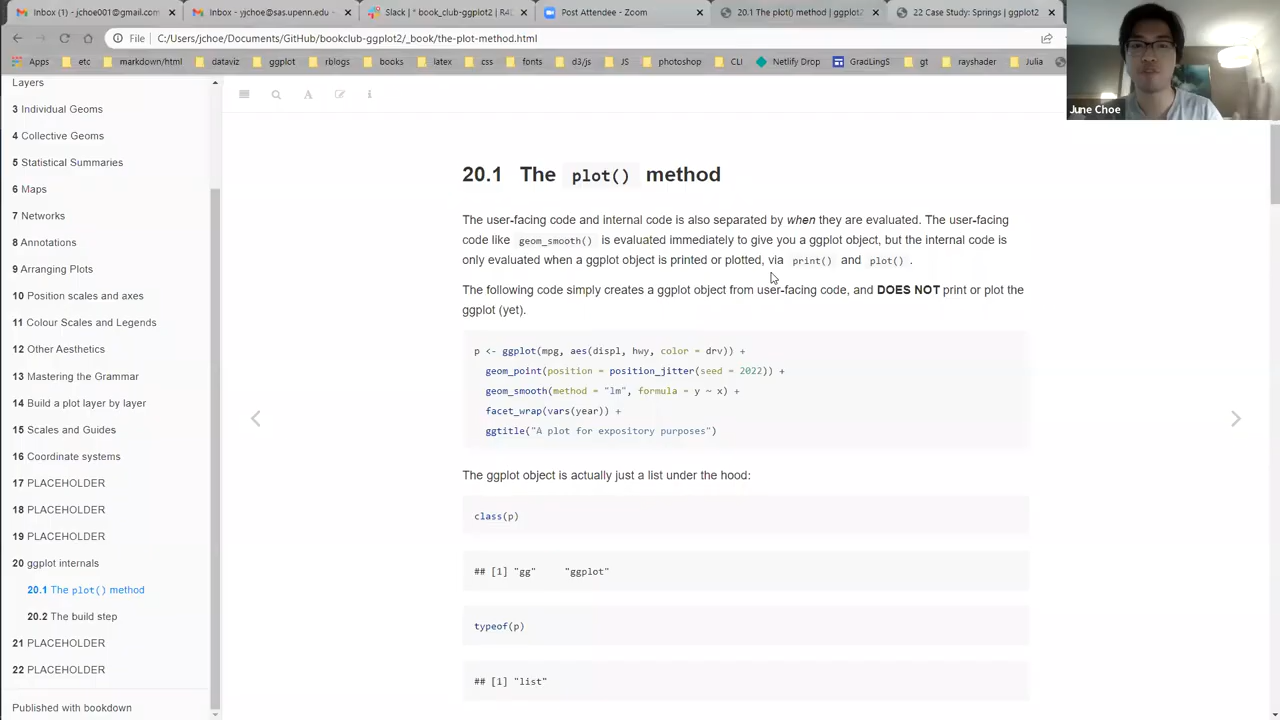 Inbox (1) - jchoe001@gmail.com
Inbox - yjchoe@sas.upenn.edu -
Slack | * book_club-ggplot2 | R4
Post Attendee - Zoom
20.1 The plot() method | ggplot2
22 Case Study: Springs | ggplot2
File
C:/Users/jchoe/Documents/GitHub/bookclub-ggplot2/_book/the-plot-method.html
Apps
etc
markdown/html
dataviz
ggplot
rblogs
books
latex
css
fonts
d3/js
JS
photoshop
CLI
Netlify Drop
GradLingS
gt
rayshader
Julia
June Choe
Layers
3 Individual Geoms
4 Collective Geoms
5 Statistical Summaries
6 Maps
7 Networks
8 Annotations
9 Arranging Plots
10 Position scales and axes
11 Colour Scales and Legends
12 Other Aesthetics
13 Mastering the Grammar
14 Build a plot layer by layer
15 Scales and Guides
16 Coordinate systems
17 PLACEHOLDER
18 PLACEHOLDER
19 PLACEHOLDER
20 ggplot internals
20.1 The plot() method
20.2 The build step
21 PLACEHOLDER
22 PLACEHOLDER
Published with bookdown
20.1 The plot() method
The user-facing code and internal code is also separated by when they are evaluated. The user-facing
code like geom_smooth() is evaluated immediately to give you a ggplot object, but the internal code is
only evaluated when a ggplot object is printed or plotted, via print() and plot() .
The following code simply creates a ggplot object from user-facing code, and DOES NOT print or plot the
ggplot (yet).
p <- ggplot(mpg, aes(displ, hwy, color = drv)) +
geom_point(position = position_jitter(seed = 2022)) +
geom_smooth(method = "lm", formula = y ~ x) +
facet_wrap(vars(year)) +
ggtitle("A plot for expository purposes")
The ggplot object is actually just a list under the hood:
class(p)
## [1] "gg" "ggplot"
typeof(p)
## [1] "list"